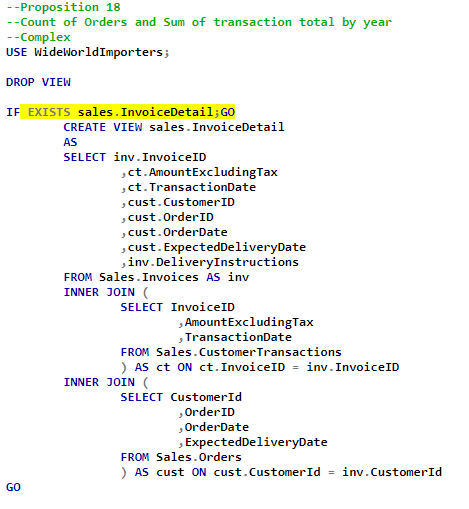 --Proposition 18
--Count of Orders and Sum of transaction total by year
--Complex
USE WideWorldImporters;
DROP VIEW
IF EXISTS sales.InvoiceDetail;GO
CREATE VIEW sales.InvoiceDetail
AS
SELECT inv.InvoiceID
,ct.AmountExcludingTax
,ct.TransactionDate
,cust.CustomerID
,cust.OrderID
,cust.OrderDate
,cust.ExpectedDeliveryDate
,inv.DeliveryInstructions
FROM Sales.Invoices AS inv
INNER JOIN (
SELECT InvoiceID
,AmountExcludingTax
,TransactionDate
FROM Sales.CustomerTransactions
) AS ct ON ct.InvoiceID = inv.InvoiceID
INNER JOIN (
SELECT CustomerId
,OrderID
,OrderDate
,ExpectedDeliveryDate
FROM Sales.Orders
) AS cust ON cust.CustomerId = inv.CustomerId
GO